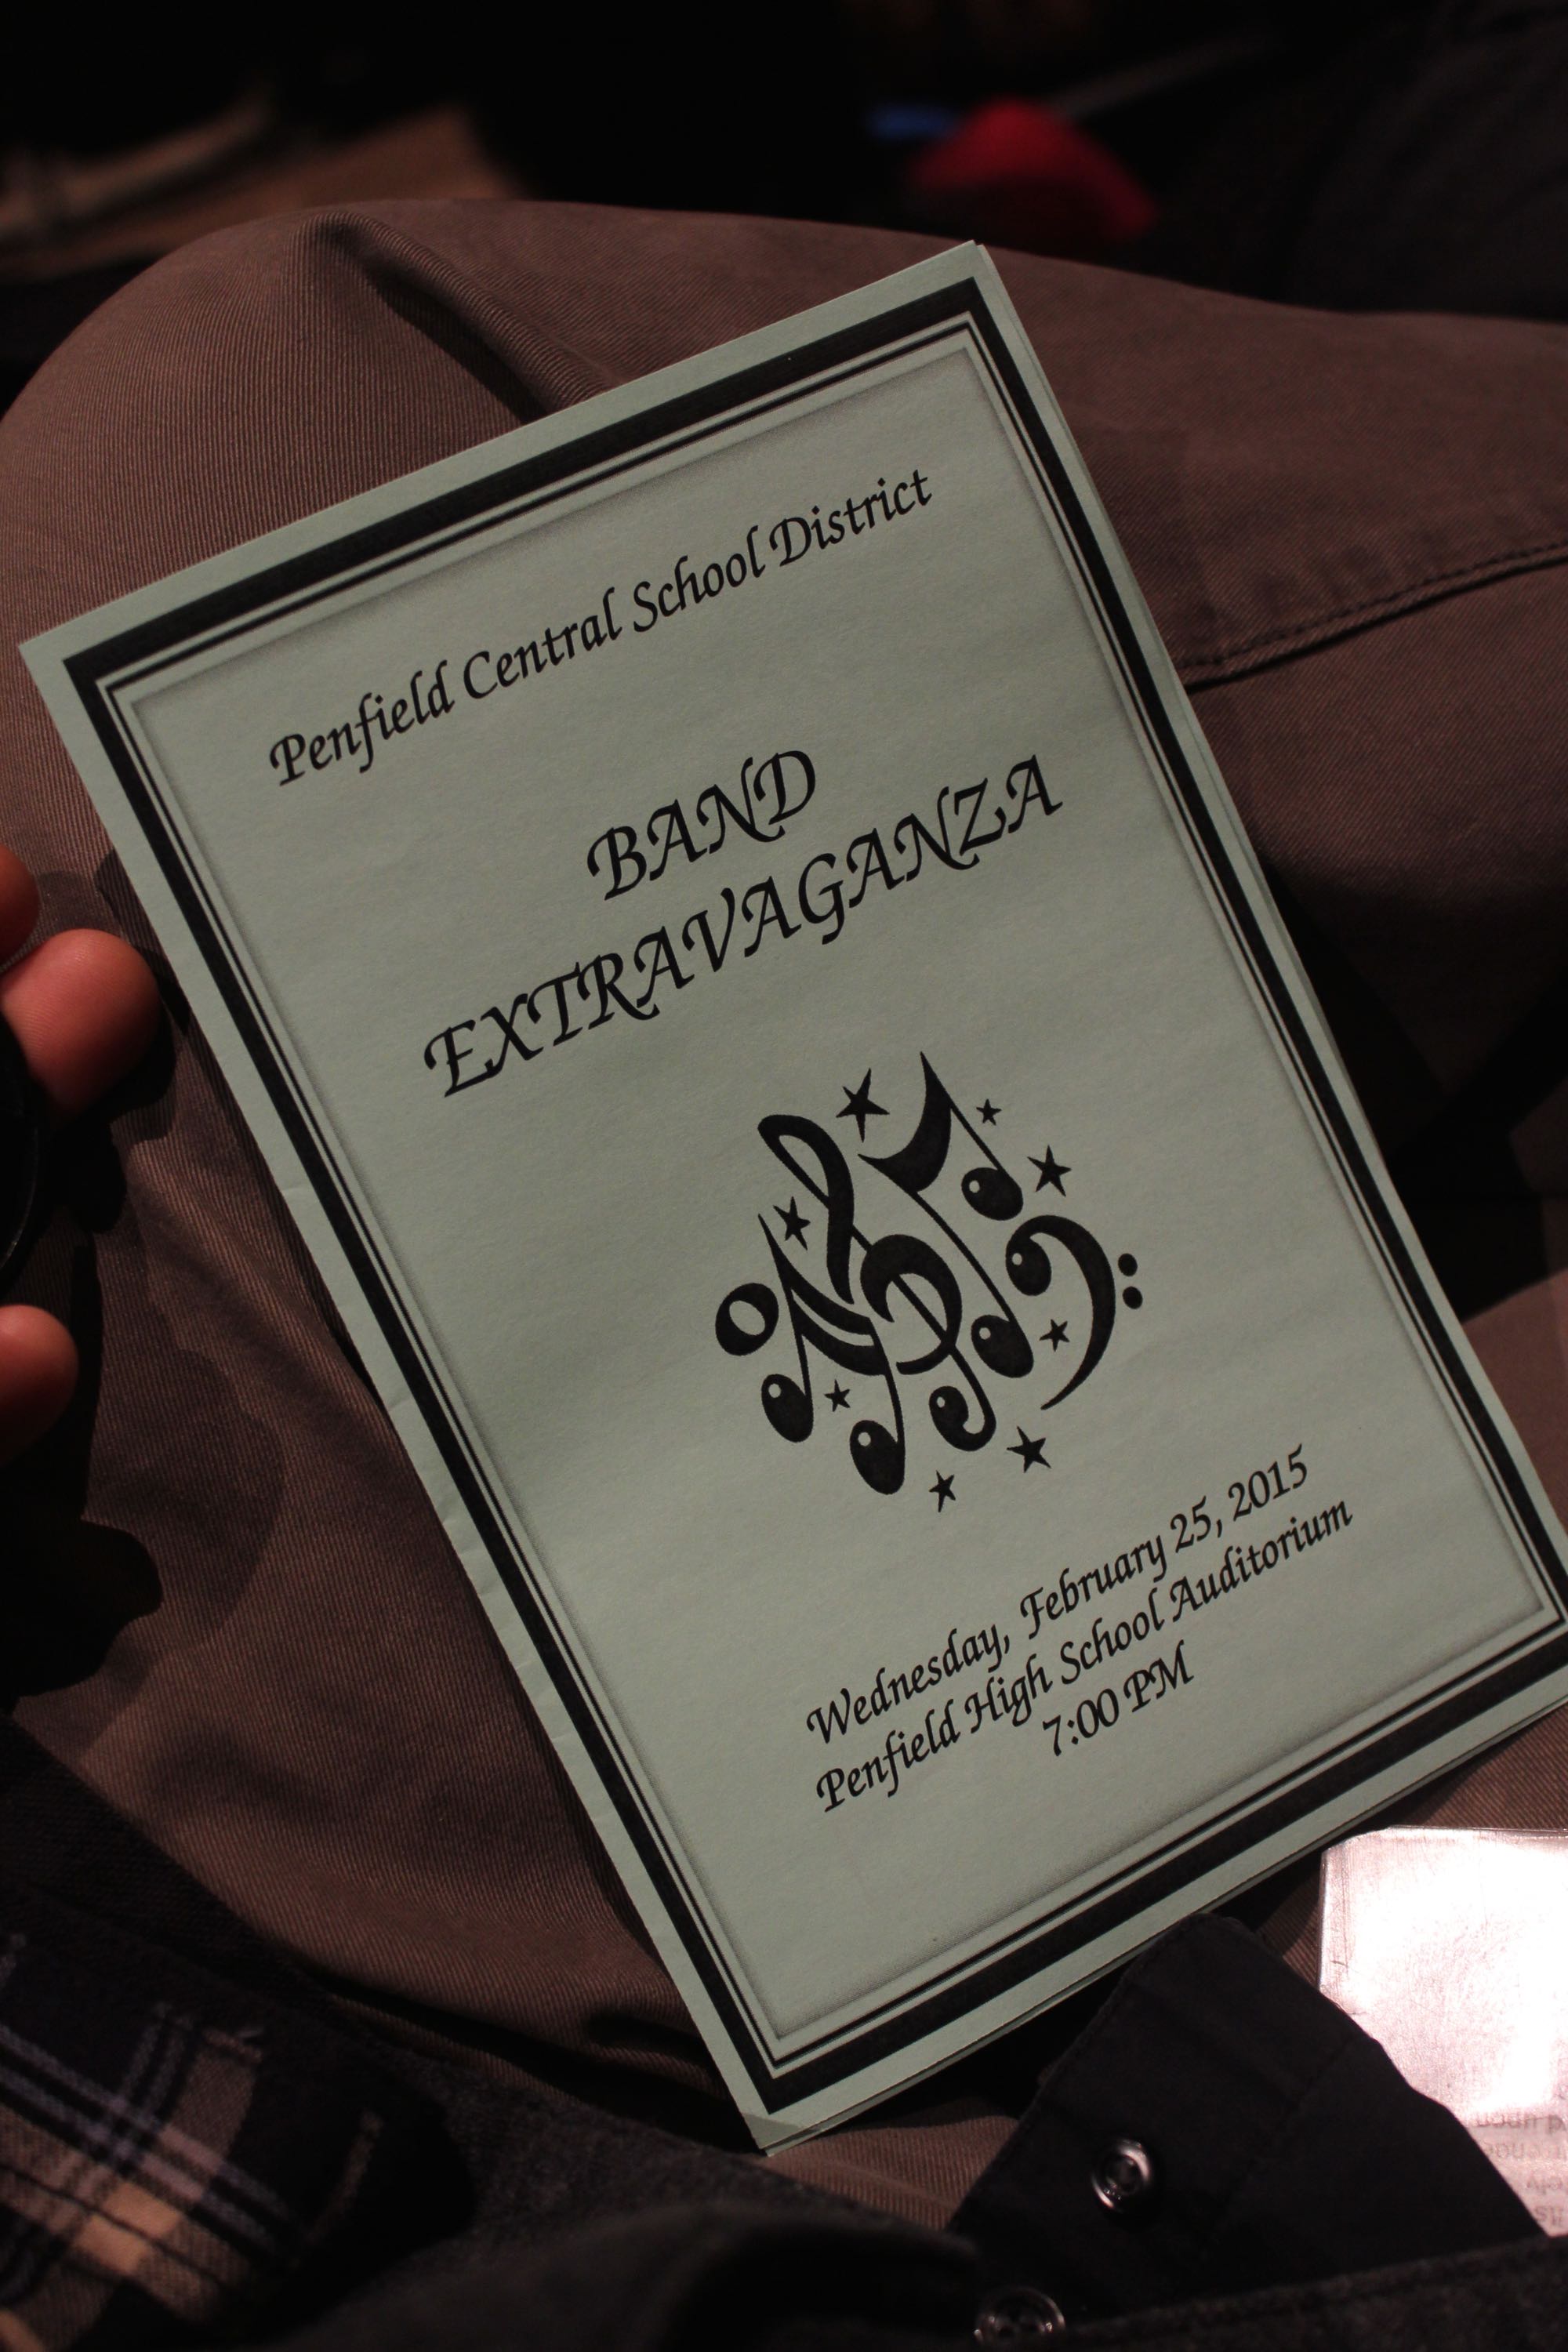 Penfield Central School District
BAND
EXTRAVAGANZA
Wednesday, February 25, 2015
Penfield High School Auditorium
7:00 PM